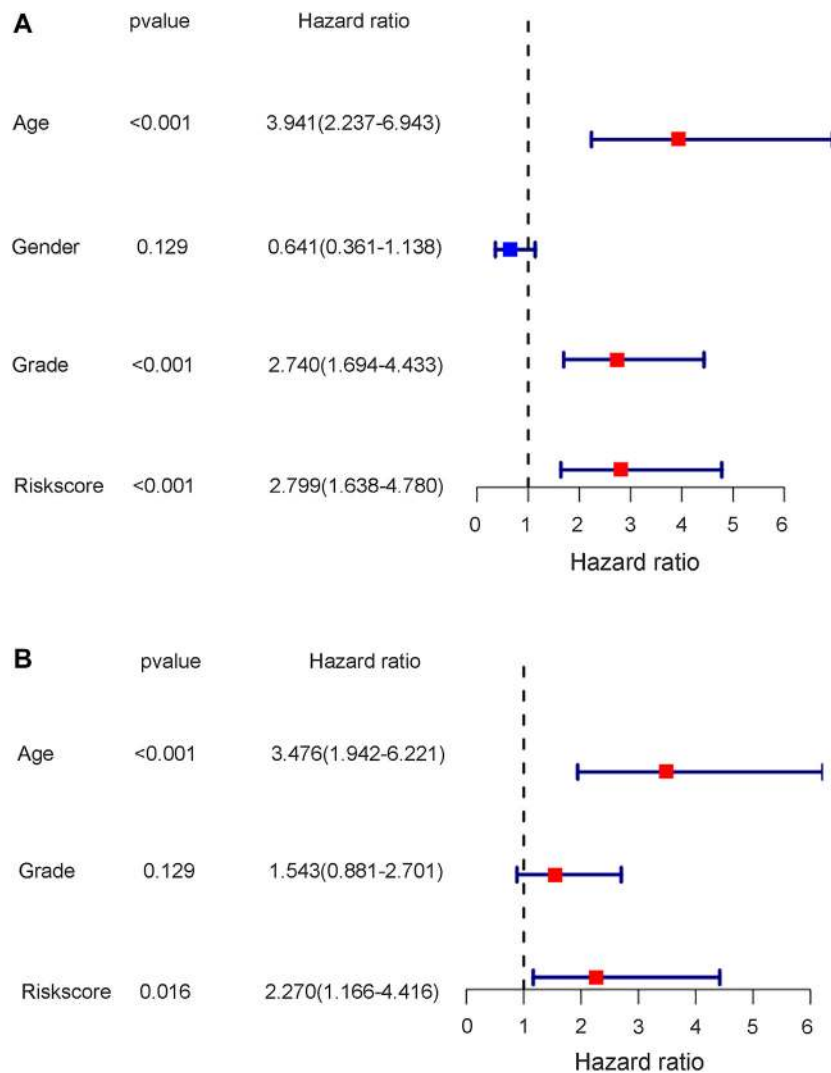 A pvalue Hazard ratio
Age <0.001 3.941(2.237-6.943)
Gender 0.129 0.641(0.361-1.138)
Grade <0.001 2.740(1.694-4.433)
Riskscore <0.001 2.799(1.638-4.780)
0 1 2 3 4 5 6
Hazard ratio
B pvalue Hazard ratio
Age <0.001 3.476(1.942-6.221)
Grade 0.129 1.543(0.881-2.701)
Riskscore 0.016 2.270(1.166-4.416)
0 1 2 3 4 5 6
Hazard ratio